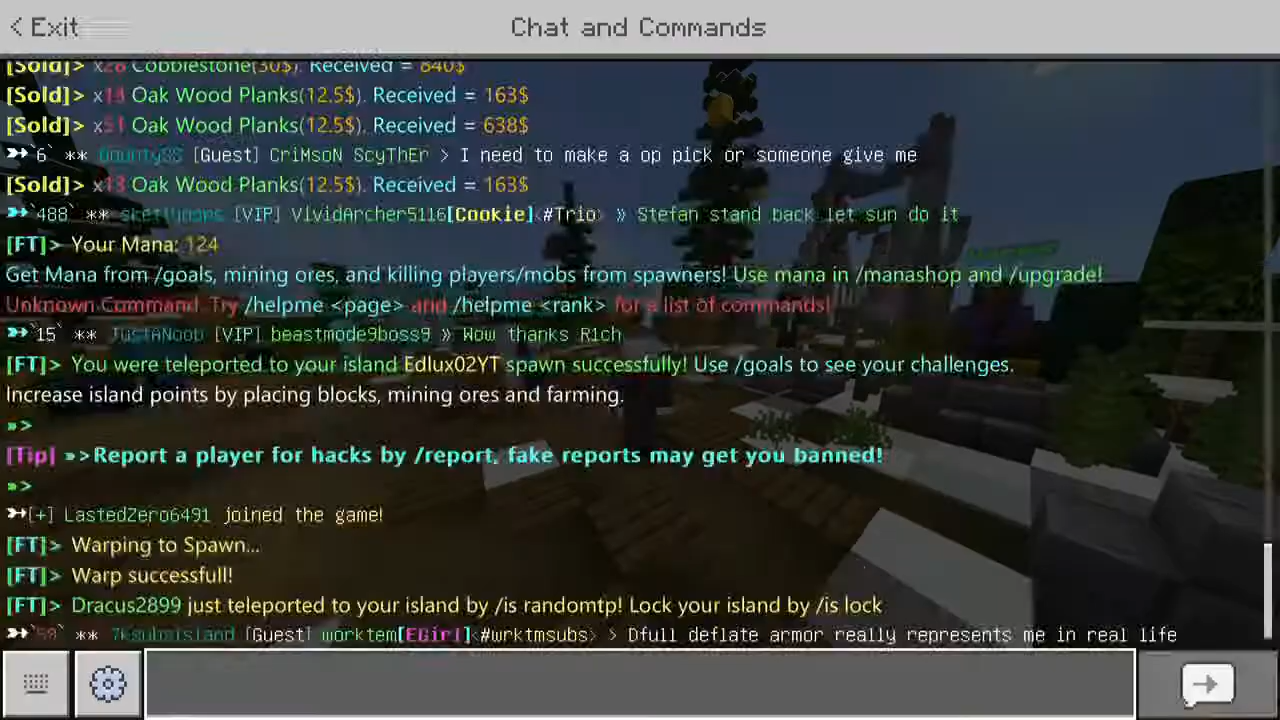 < Exit
Chat and Commands
[Sold]> x28 Cobblestone(30$). Received = 840$
[Sold]> x13 Oak Wood Planks(12.5$). Received = 163$
[Sold]> x51 Oak Wood Planks(12.5$). Received = 638$
➳`6` ** CountySS [Guest] CriMsoN ScyThEr > I need to make a op pick or someone give me
[Sold]> x13 Oak Wood Planks(12.5$). Received = 163$
➳`488` ** [VIP] VividArcher5116[Cookie]<#Trio> » Stefan stand back let sun do it
[FT]> Your Mana: 124
Get Mana from /goals, mining ores, and killing players/mobs from spawners! Use mana in /manashop and /upgrade!
Unknown Command. Try /helpme <page> and /helpme <rank> for a list of commands!
➳`15` ** JustANoob [VIP] beastmode9boss9 » Wow thanks R1ch
[FT]> You were teleported to your island Edlux02YT spawn successfully! Use /goals to see your challenges.
Increase island points by placing blocks, mining ores and farming.
»>
[Tip] »>Report a player for hacks by /report, fake reports may get you banned!
»>
➳[+] LastedZero6491 joined the game!
[FT]> Warping to Spawn...
[FT]> Warp successfull!
[FT]> Dracus2899 just teleported to your island by /is randomtp! Lock your island by /is lock
➳`59` ** 7ksubsisland [Guest] worktem[EGirl]<#wrktmsubs> > Dfull deflate armor really represents me in real life